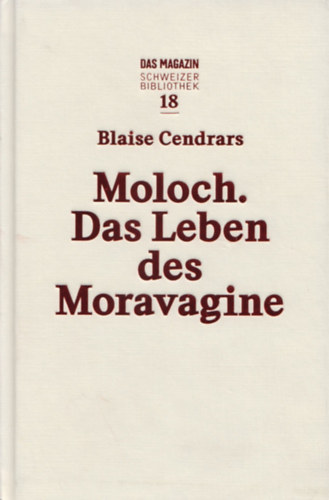 DAS MAGAZIN
SCHWEIZER
BIBLIOTHEK
18
Blaise Cendrars
Moloch.
Das Leben
des
Moravagine